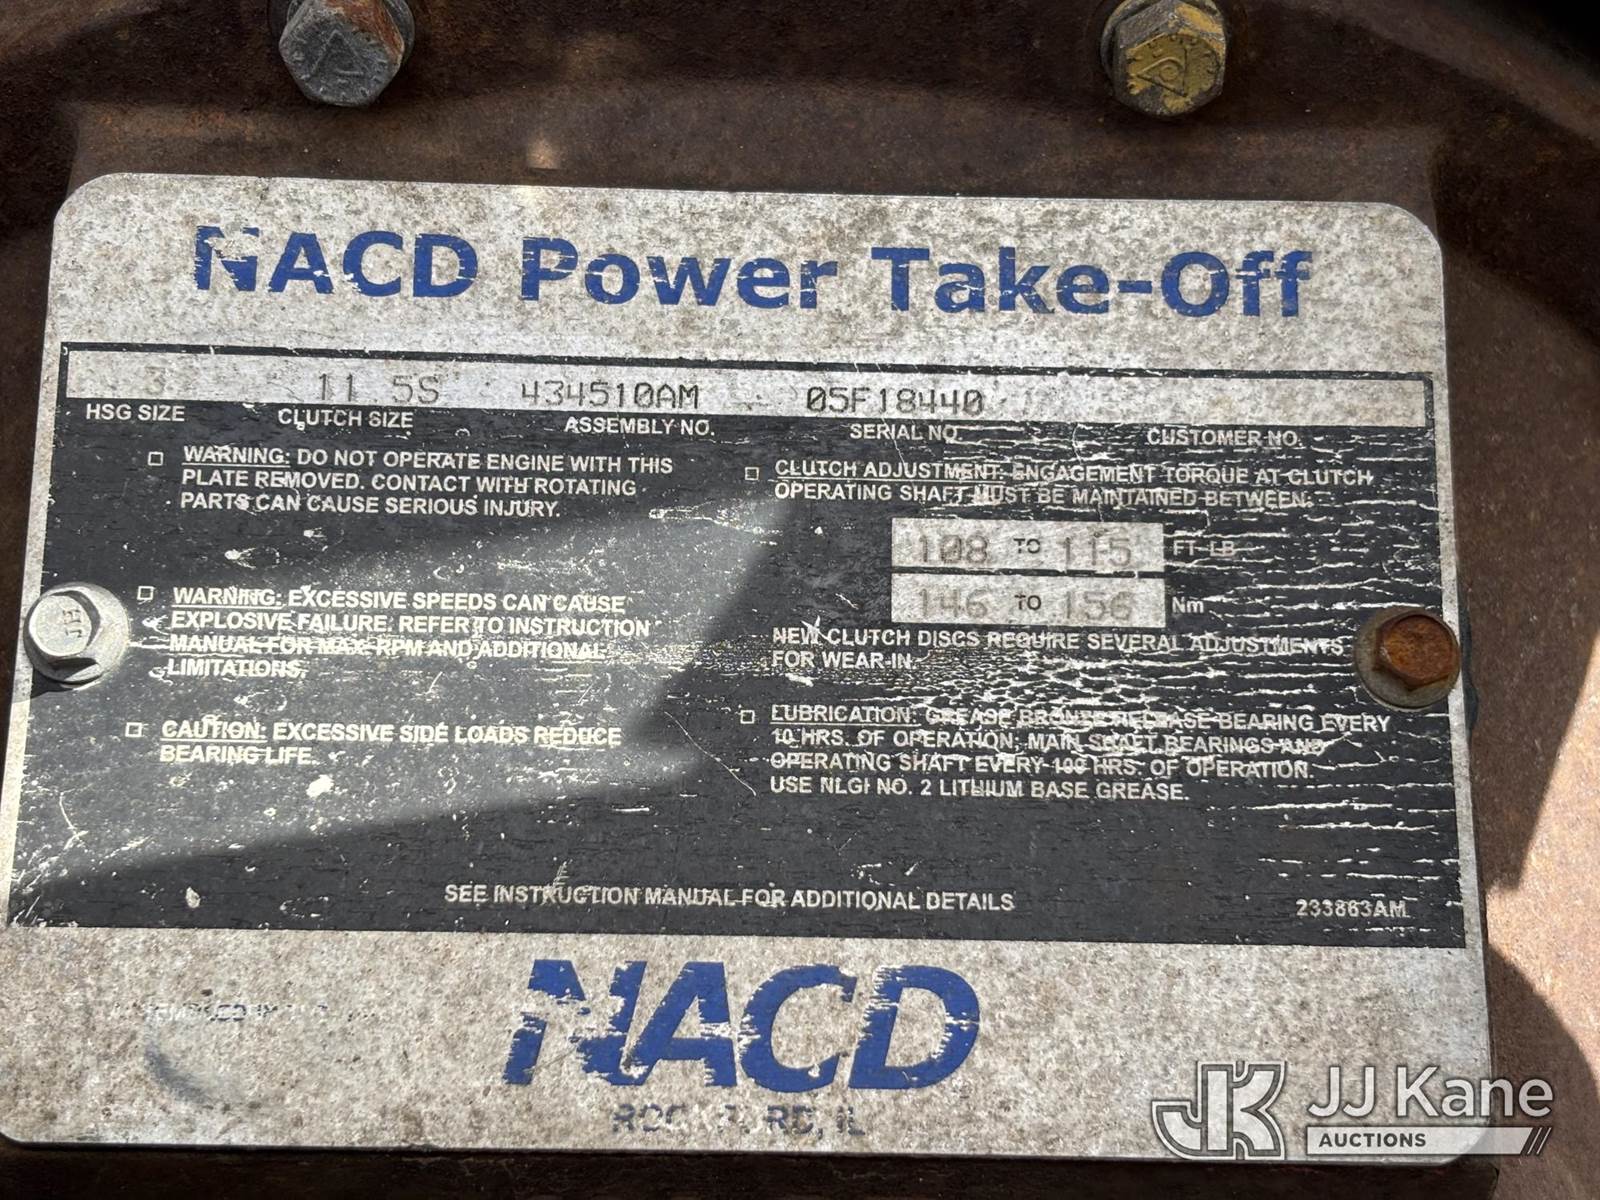 NACD Power Take-Off
3 11.5S 434510AM 05F18440
HSG SIZE CLUTCH SIZE ASSEMBLY NO. SERIAL NO. CUSTOMER NO.
WARNING: DO NOT OPERATE ENGINE WITH THIS
PLATE REMOVED. CONTACT WITH ROTATING
PARTS CAN CAUSE SERIOUS INJURY.
WARNING: EXCESSIVE SPEEDS CAN CAUSE
EXPLOSIVE FAILURE. REFER TO INSTRUCTION
MANUAL FOR MAX. RPM AND ADDITIONAL
LIMITATIONS.
CAUTION: EXCESSIVE SIDE LOADS REDUCE
BEARING LIFE.
CLUTCH ADJUSTMENT: ENGAGEMENT TORQUE AT CLUTCH
OPERATING SHAFT MUST BE MAINTAINED BETWEEN:
108 TO 115 FT-LB
146 TO 156 Nm
NEW CLUTCH DISCS REQUIRE SEVERAL ADJUSTMENTS
FOR WEAR-IN.
LUBRICATION: GREASE BRONZE RELEASE BEARING EVERY
10 HRS. OF OPERATION; MAIN SHAFT BEARINGS AND
OPERATING SHAFT EVERY 100 HRS. OF OPERATION.
USE NLGI NO. 2 LITHIUM BASE GREASE.
SEE INSTRUCTION MANUAL FOR ADDITIONAL DETAILS
233863AM
NACD
ROCKFORD, IL
JJ Kane
AUCTIONS